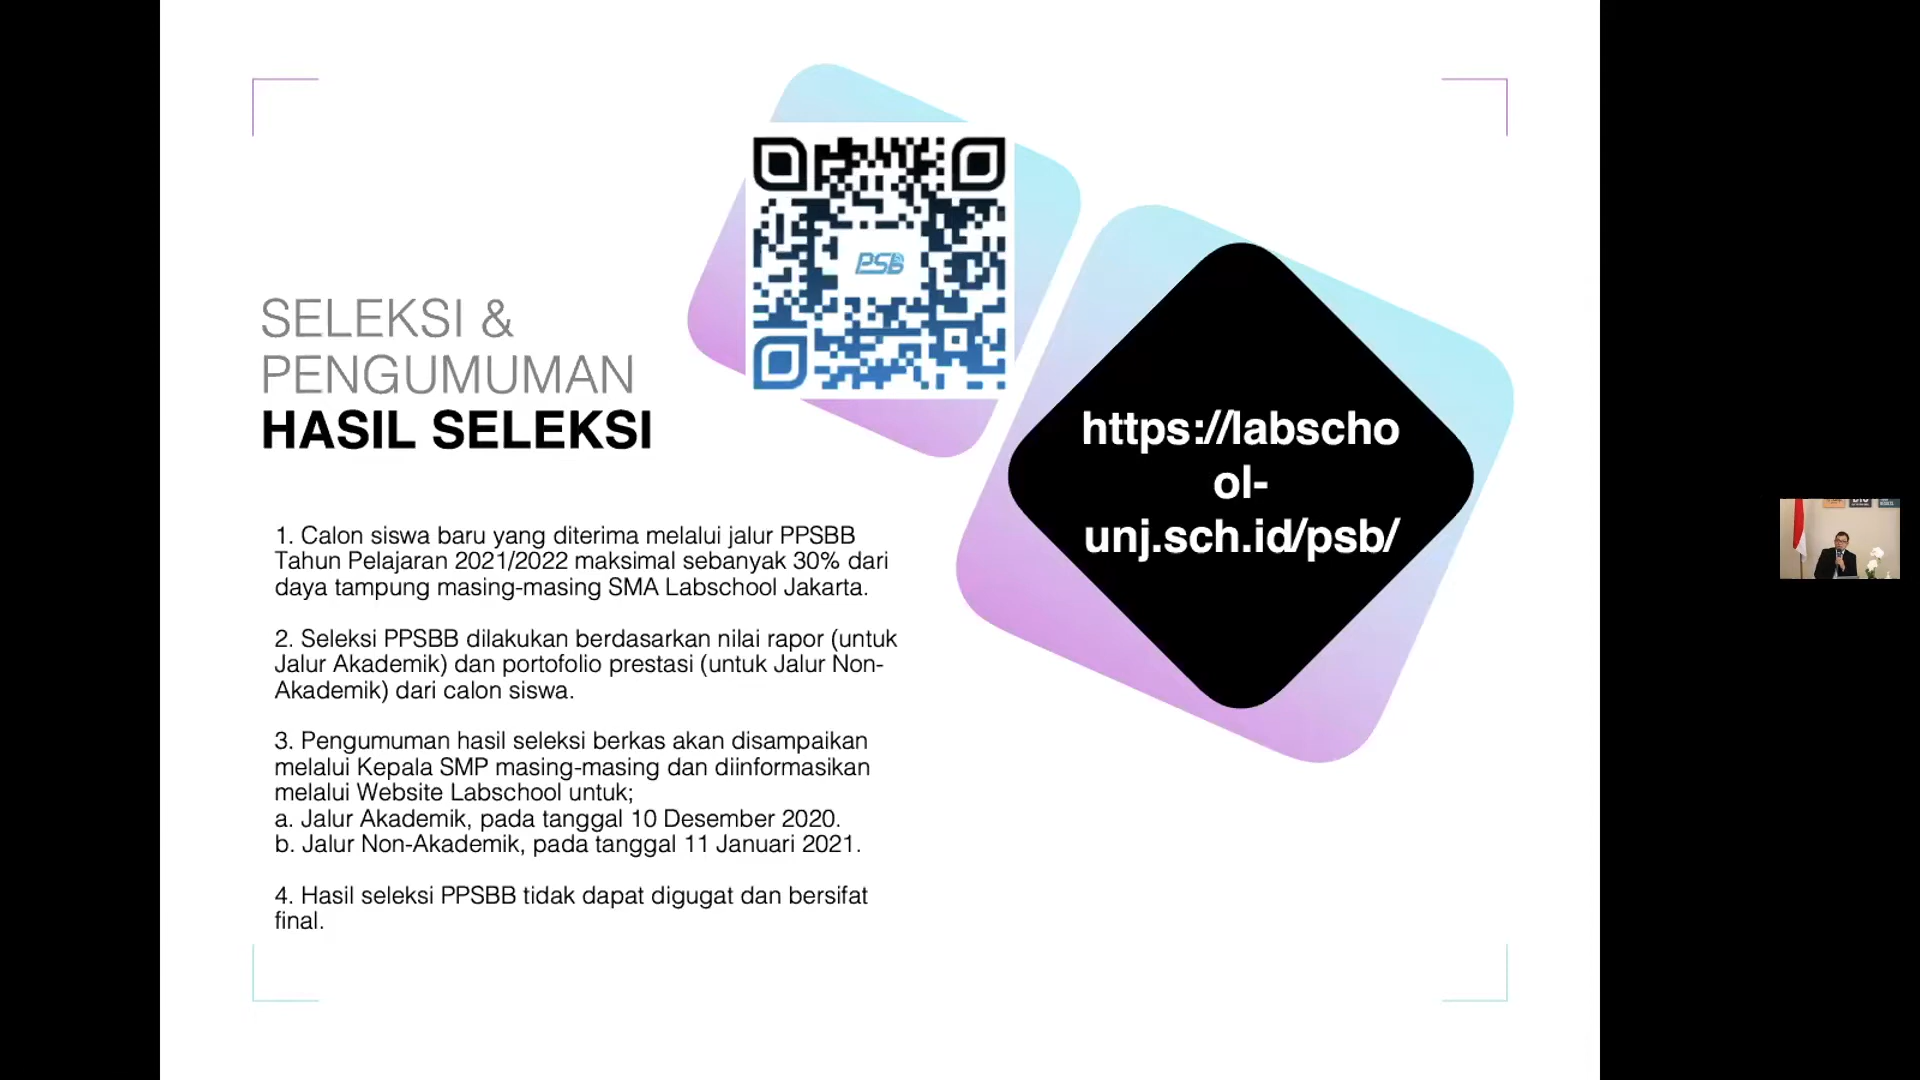 SELEKSI &
PENGUMUMAN
HASIL SELEKSI
PSB
https://labscho
ol-
unj.sch.id/psb/
1. Calon siswa baru yang diterima melalui jalur PPSBB
Tahun Pelajaran 2021/2022 maksimal sebanyak 30% dari
daya tampung masing-masing SMA Labschool Jakarta.
2. Seleksi PPSBB dilakukan berdasarkan nilai rapor (untuk
Jalur Akademik) dan portofolio prestasi (untuk Jalur Non-
Akademik) dari calon siswa.
3. Pengumuman hasil seleksi berkas akan disampaikan
melalui Kepala SMP masing-masing dan diinformasikan
melalui Website Labschool untuk;
a. Jalur Akademik, pada tanggal 10 Desember 2020.
b. Jalur Non-Akademik, pada tanggal 11 Januari 2021.
4. Hasil seleksi PPSBB tidak dapat digugat dan bersifat
final.